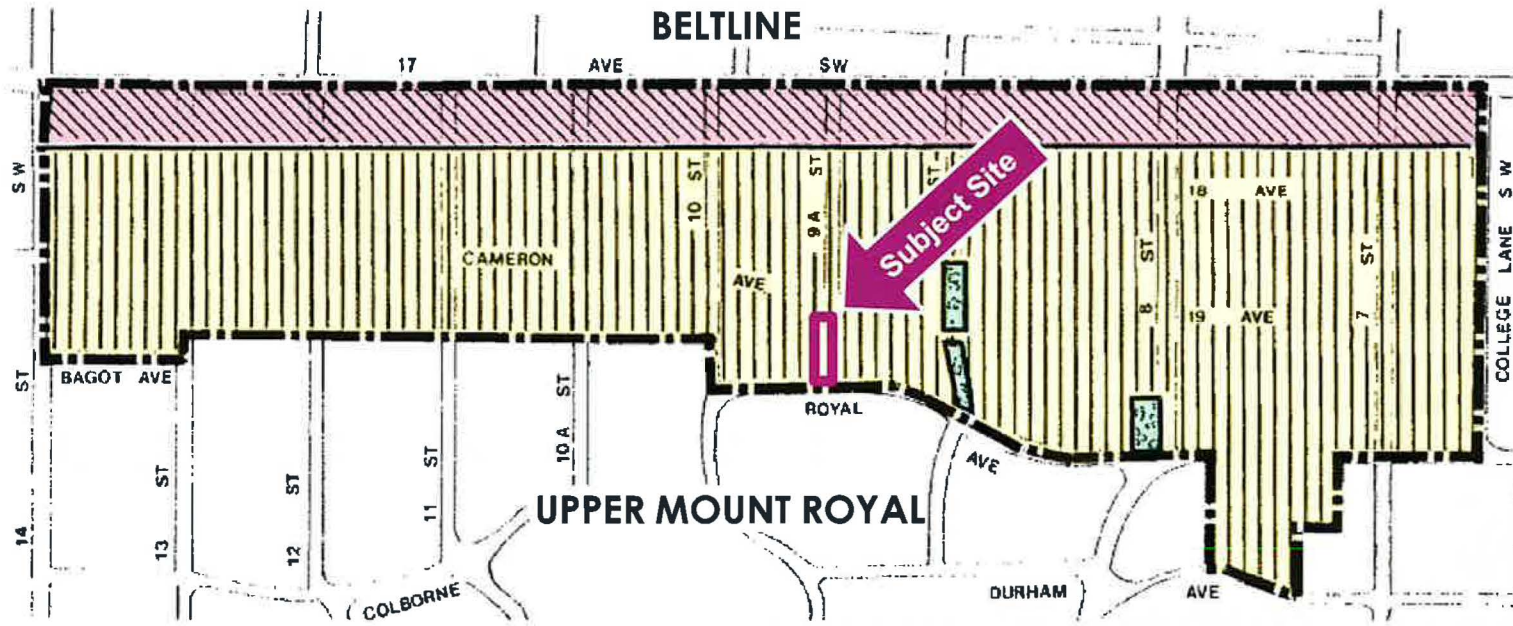 BELTLINE
17 AVE SW
SW
10 ST
9 A ST
ST
Subject Site
18 AVE
COLLEGE LANE SW
CAMERON AVE
8 ST
19 AVE
7 ST
BAGOT AVE
ROYAL AVE
14 ST
13 ST
12 ST
11 ST
10 A ST
UPPER MOUNT ROYAL
COLBORNE
DURHAM AVE